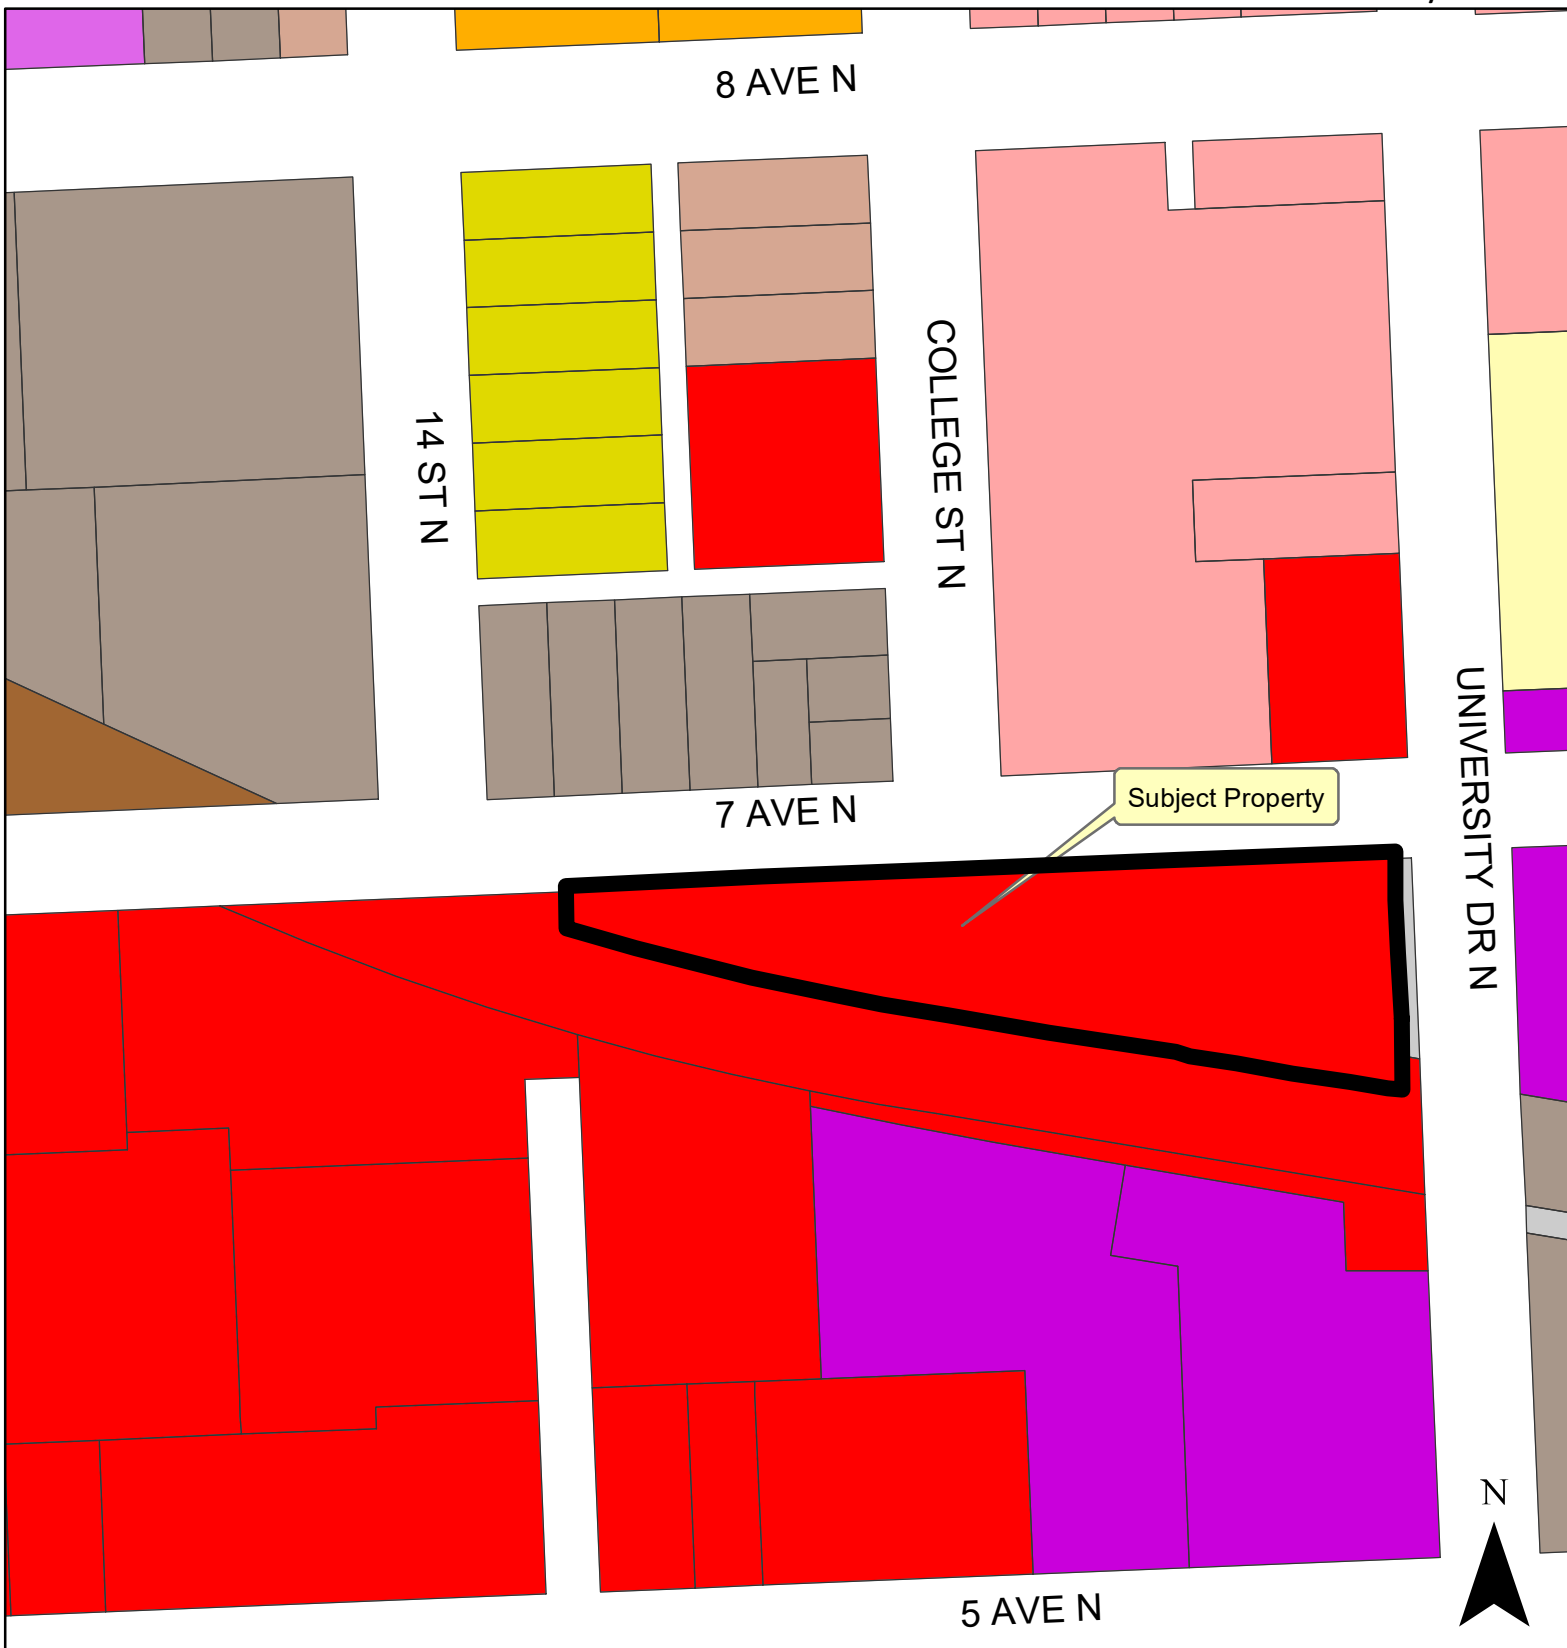 8 AVE N
14 ST N
COLLEGE ST N
UNIVERSITY DR N
7 AVE N
Subject Property
N
5 AVE N